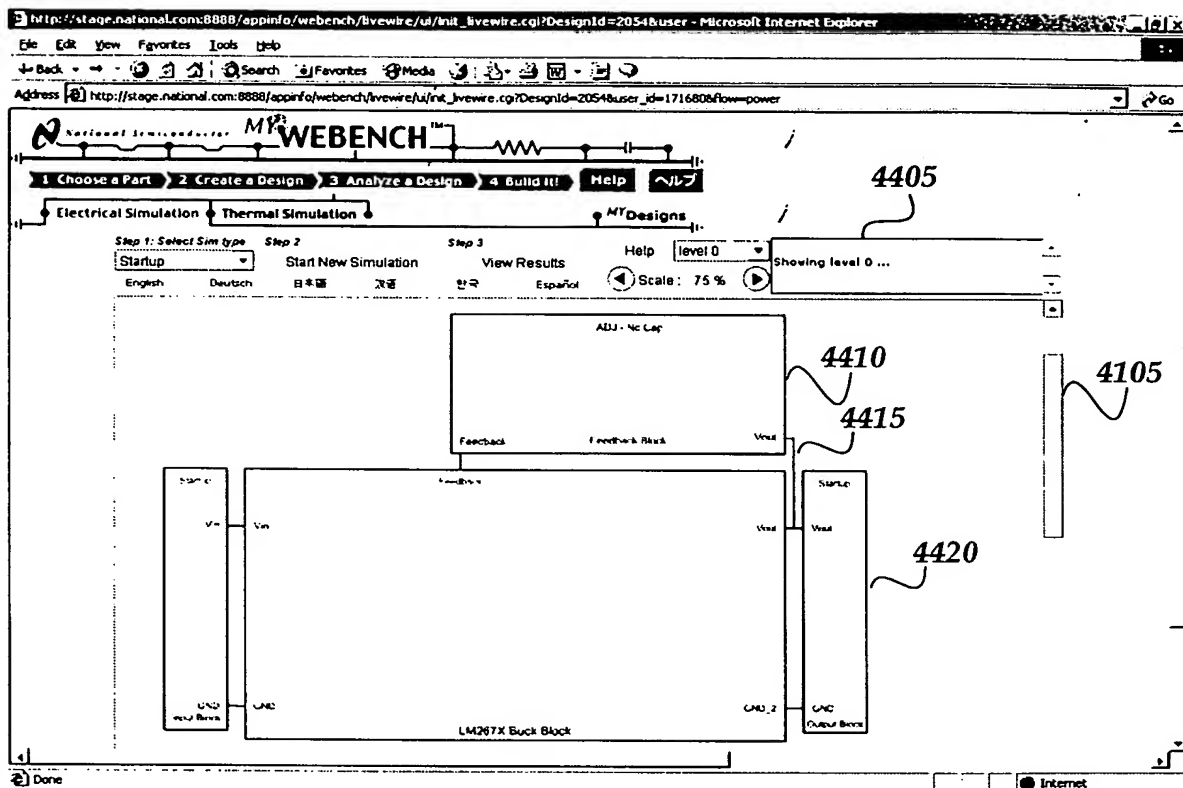 http://stage.national.com:8888/appinfo/webench/livewire/ui/init_livewire.cgi?DesignId=2054&user - Microsoft Internet Explorer
File Edit View Favorites Tools Help
Back Search Favorites Media
Address http://stage.national.com:8888/appinfo/webench/livewire/ui/init_livewire.cgi?DesignId=2054&user_id=171680&flow=power Go
National Semiconductor MY WEBENCH™
1 Choose a Part 2 Create a Design 3 Analyze a Design 4 Build It! Help ヘルプ
Electrical Simulation Thermal Simulation MY Designs
4405
Step 1: Select Sim type Step 2 Step 3 Help level 0
Showing level 0 ...
Startup Start New Simulation View Results
English Deutsch 日本語 汉语 한국 Español Scale: 75 %
ADJ - No Cap
4410
4105
4415
Feedback Feedback Block Vout
Startup Feedback Startup
Vin Vin Vout Vout
4420
GND GND GND_2 GND
Input Block LM267X Buck Block Output Block
Done Internet